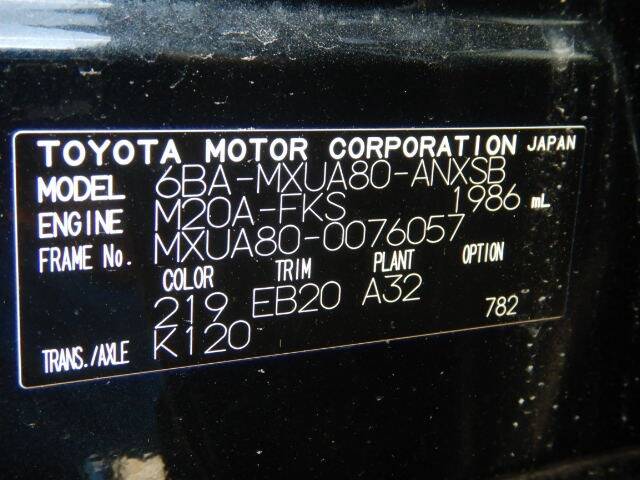 TOYOTA MOTOR CORPORATION JAPAN
MODEL 6BA-MXUA80-ANXSB
ENGINE M20A-FKS 1986 mL
FRAME No. MXUA80-0076057
COLOR TRIM PLANT OPTION
219 EB20 A32 782
TRANS./AXLE K120